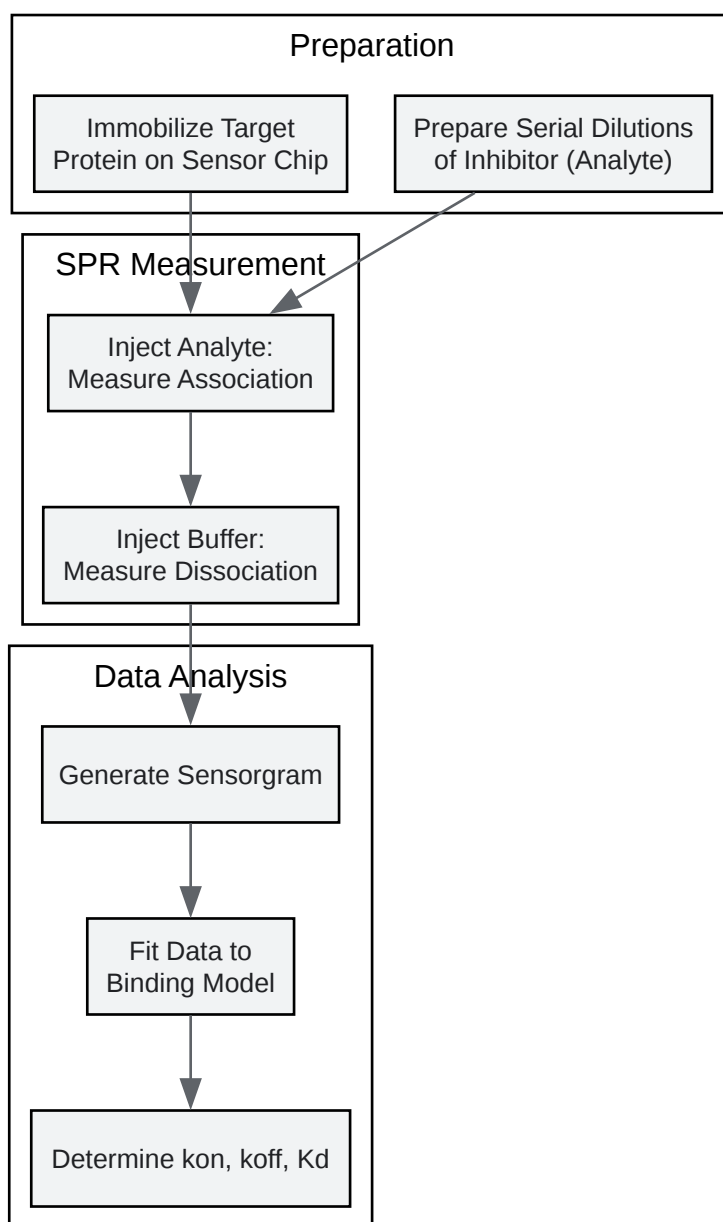 Preparation
Immobilize Target
Protein on Sensor Chip
Prepare Serial Dilutions
of Inhibitor (Analyte)
SPR Measurement
Inject Analyte:
Measure Association
Inject Buffer:
Measure Dissociation
Data Analysis
Generate Sensorgram
Fit Data to
Binding Model
Determine kon, koff, Kd